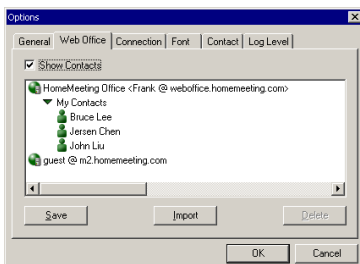 Options
General Web Office Connection Font Contact Log Level
Show Contacts
HomeMeeting Office <Frank @ weboffice.homemeeting.com>
My Contacts
Bruce Lee
Jersen Chen
John Liu
guest @ m2.homemeeting.com
Save Import Delete
OK Cancel